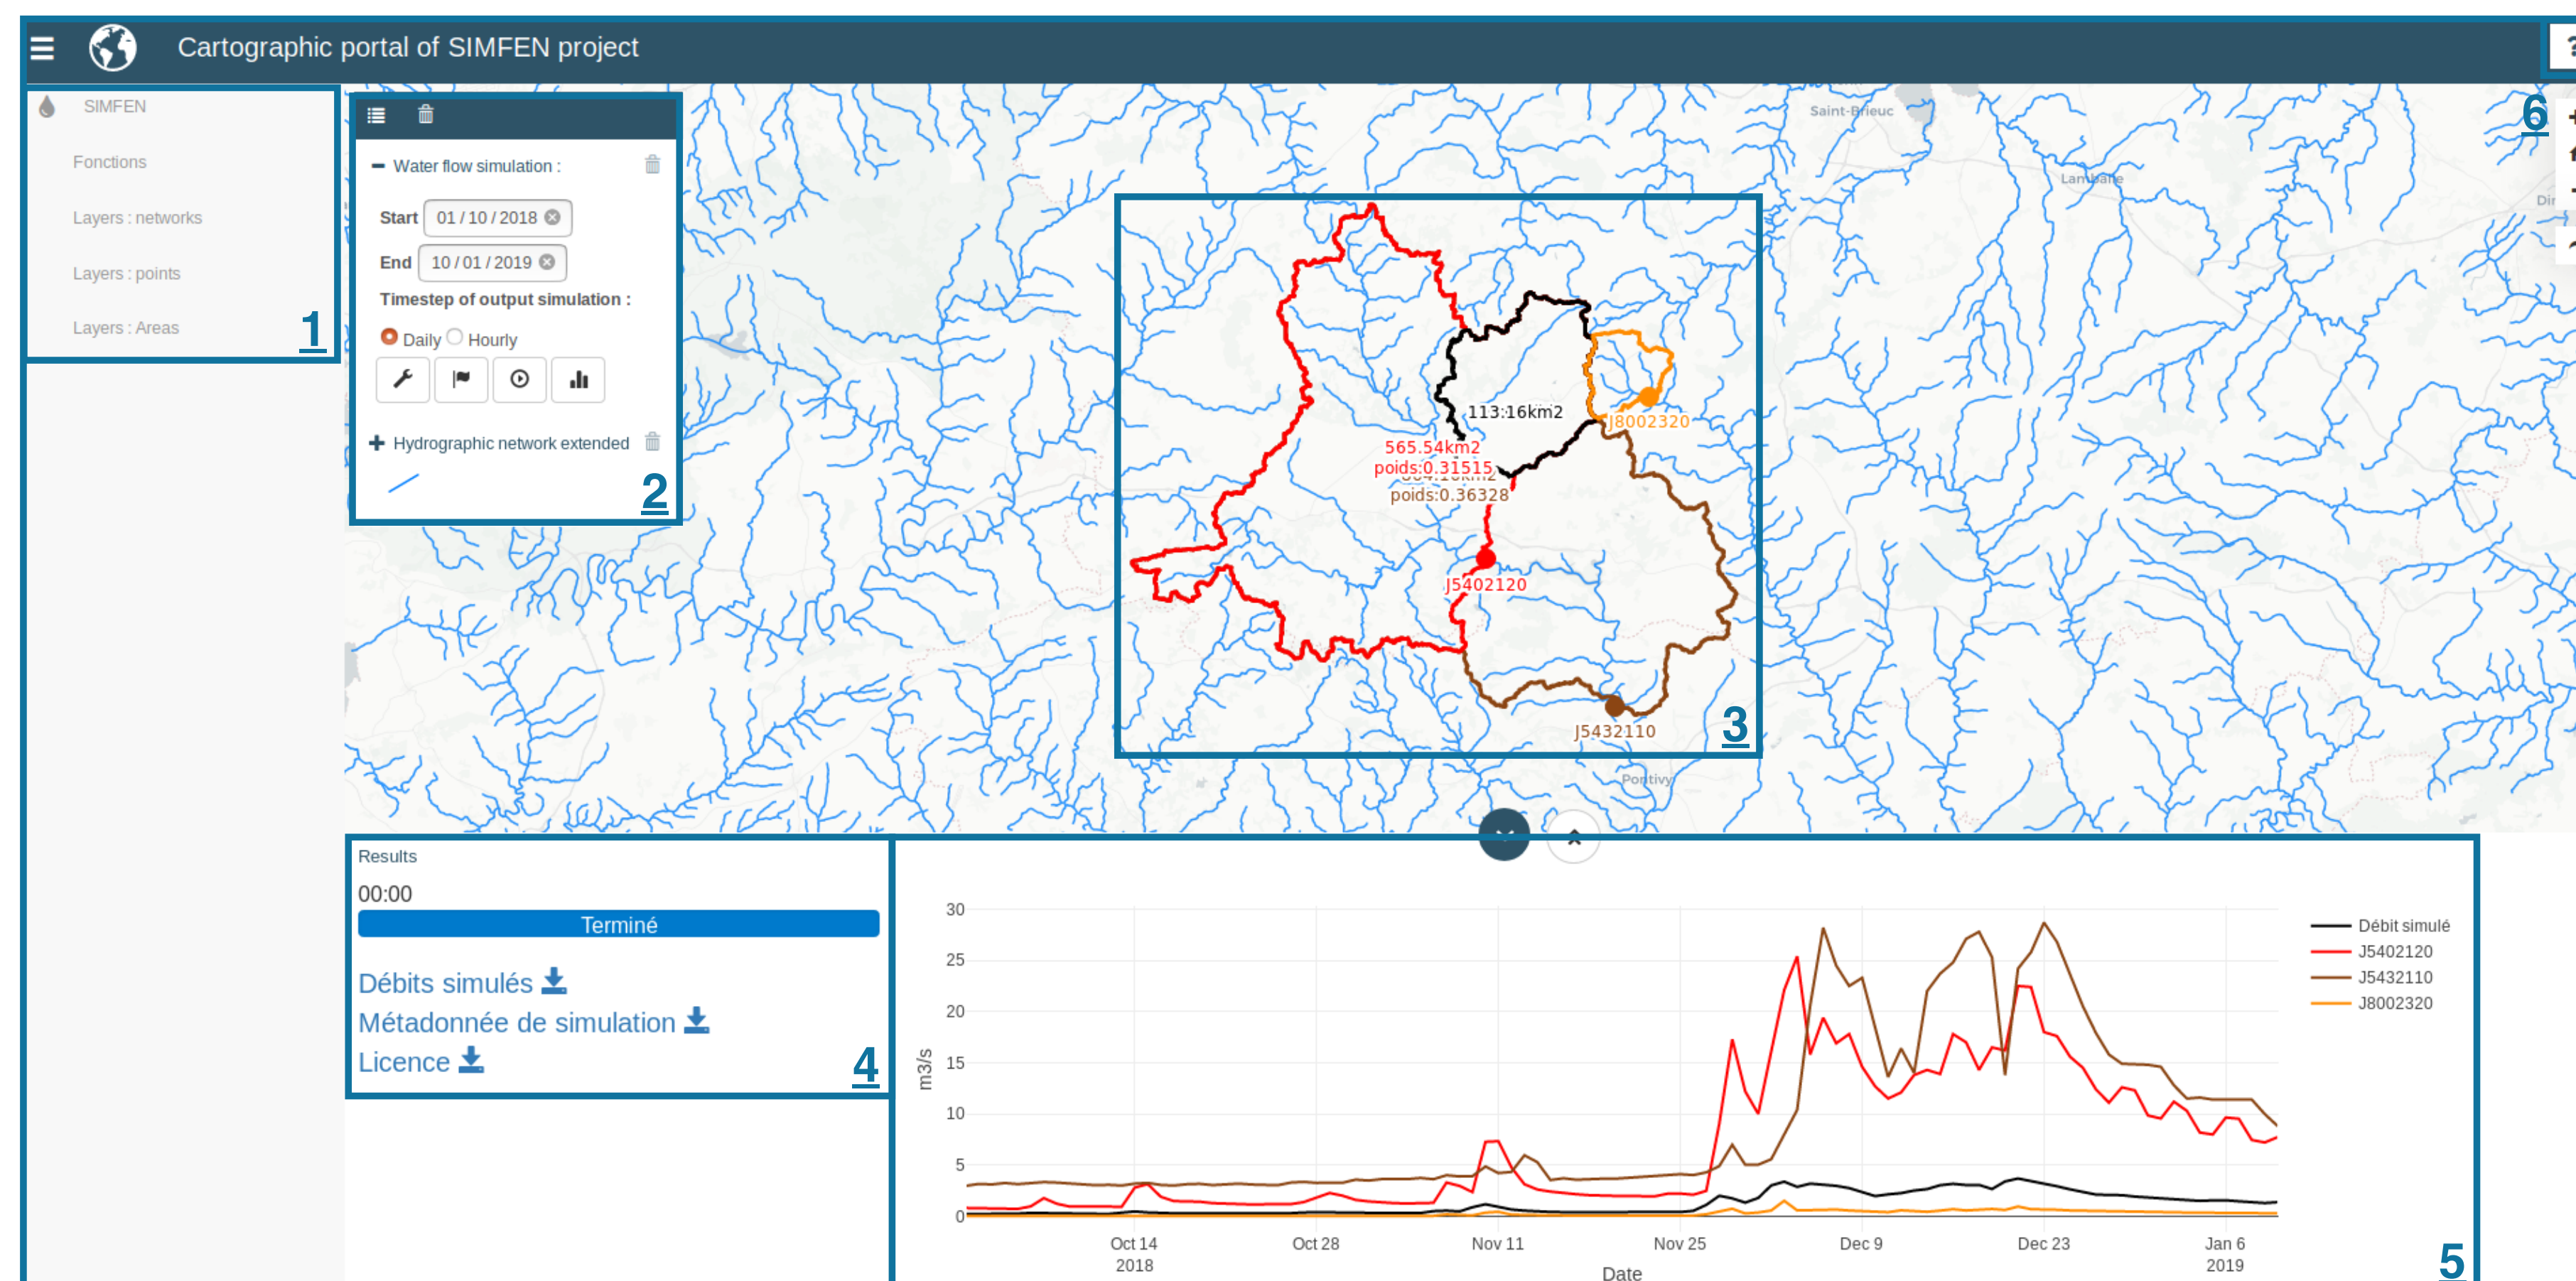 Cartographic portal of SIMFEN project
SIMFEN
Fonctions
Layers : networks
Layers : points
Layers : Areas
1
Water flow simulation :
Start 01 / 10 / 2018
End 10 / 01 / 2019
Timestep of output simulation :
Daily Hourly
Hydrographic network extended
2
Saint-Brieuc
Lamballe
6
113.16km2
J8002320
565.54km2
poids:0.31515
poids:0.36328
J5402120
J5432110
3
Pontivy
Results
00:00
Terminé
Débits simulés
Métadonnée de simulation
Licence
4
30
25
20
15
10
5
0
m3/s
Oct 14
2018
Oct 28
Nov 11
Nov 25
Dec 9
Dec 23
Jan 6
2019
Date
Débit simulé
J5402120
J5432110
J8002320
5